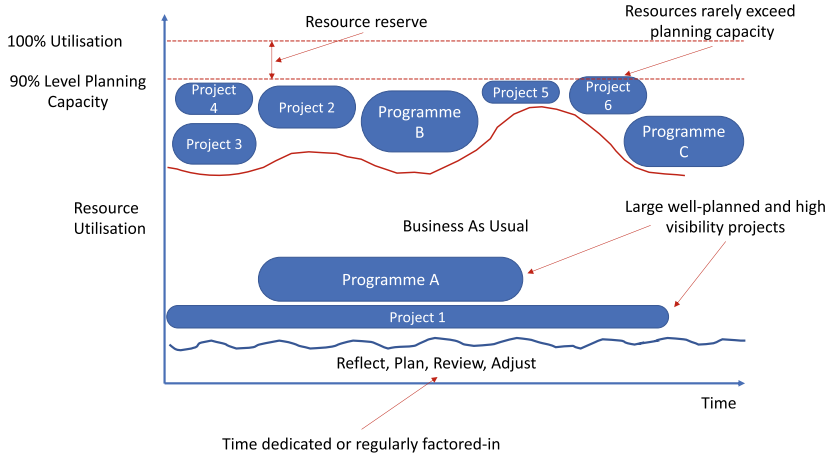 Resource reserve
Resources rarely exceed
planning capacity
100% Utilisation
90% Level Planning
Capacity
Project
4
Project 2
Programme
B
Project 5
Project
6
Project 3
Programme
C
Resource
Utilisation
Business As Usual
Large well-planned and high
visibility projects
Programme A
Project 1
Reflect, Plan, Review, Adjust
Time
Time dedicated or regularly factored-in